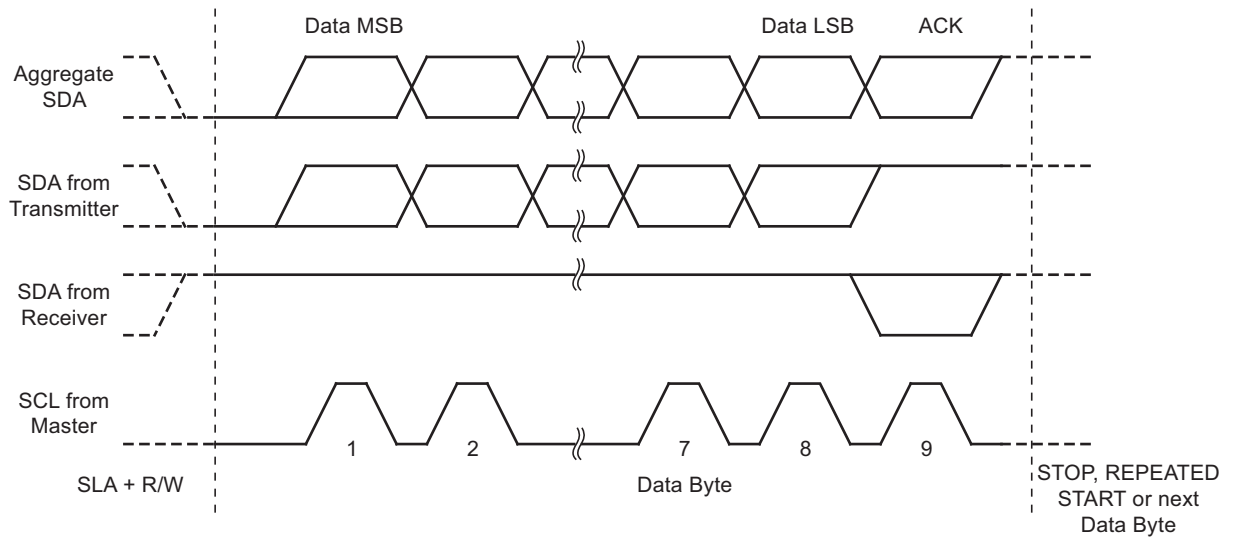 Data MSB
Data LSB
ACK
Aggregate
SDA
SDA from
Transmitter
SDA from
Receiver
SCL from
Master
1
2
7
8
9
SLA + R/W
Data Byte
STOP, REPEATED
START or next
Data Byte